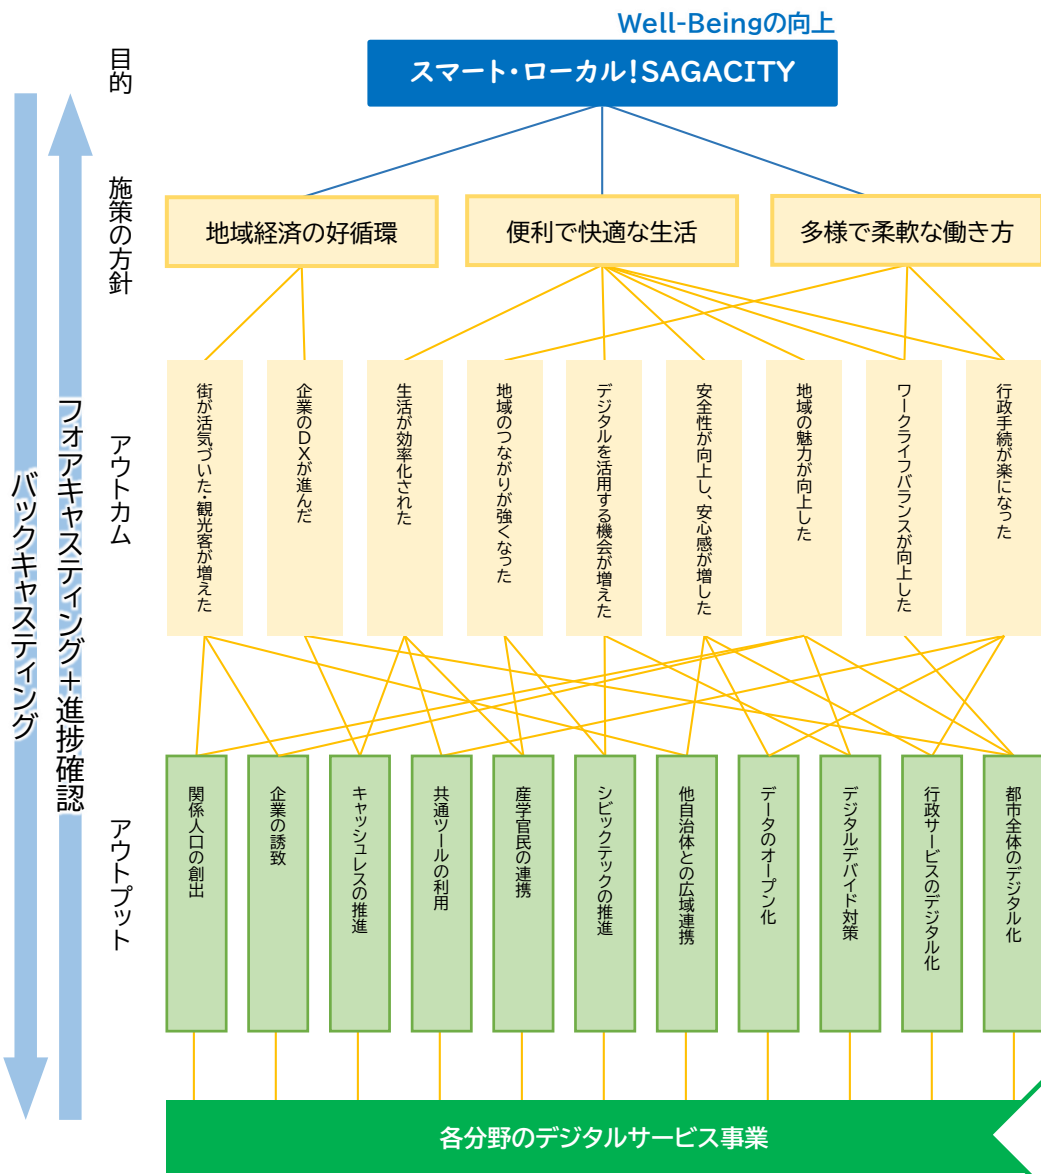 Well-Beingの向上
スマート・ローカル!SAGACITY
目的
施策の方針
地域経済の好循環
便利で快適な生活
多様で柔軟な働き方
アウトカム
街が活気づいた・観光客が増えた
企業のDXが進んだ
生活が効率化された
地域のつながりが強くなった
デジタルを活用する機会が増えた
安全性が向上し、安心感が増した
地域の魅力が向上した
ワークライフバランスが向上した
行政手続が楽になった
バックキャスティング
フォアキャスティング+進捗確認
アウトプット
関係人口の創出
企業の誘致
キャッシュレスの推進
共通ツールの利用
産学官民の連携
シビックテックの推進
他自治体との広域連携
データのオープン化
デジタルデバイド対策
行政サービスのデジタル化
都市全体のデジタル化
各分野のデジタルサービス事業